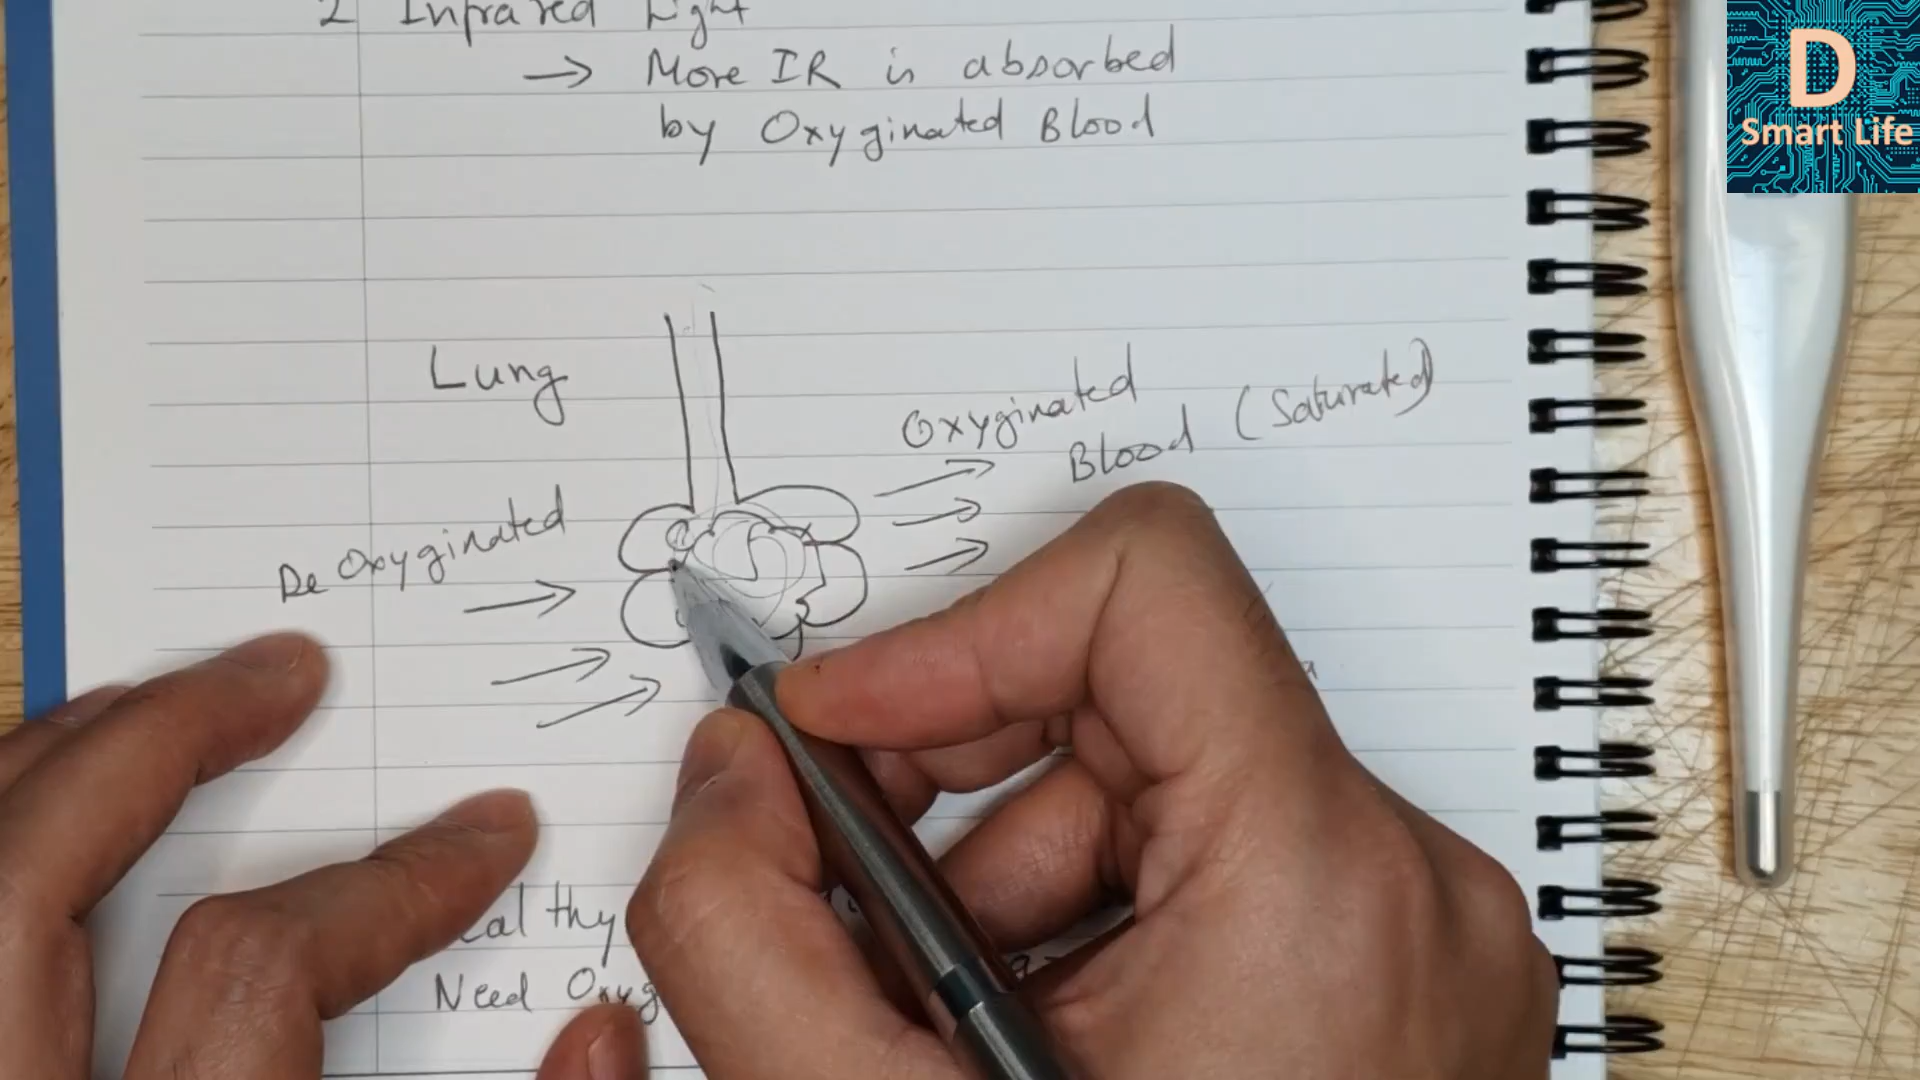 2 Infrared Light
→ More IR is absorbed
by Oxyginated Blood
Lung
Oxyginated
Blood (Saturated)
De Oxyginated
Need
D
Smart Life